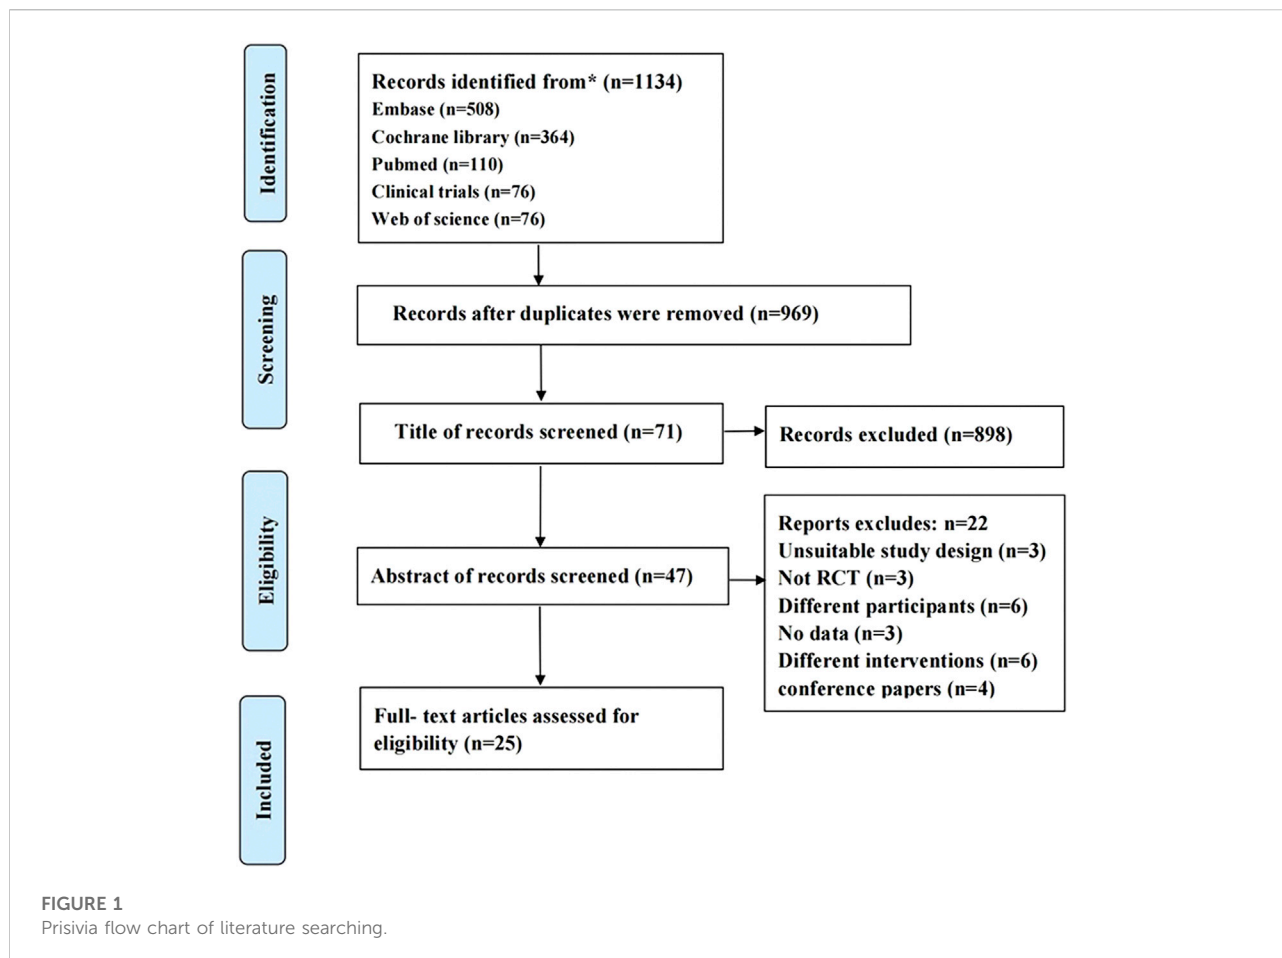 Identification
Records identified from* (n=1134)
Embase (n=508)
Cochrane library (n=364)
Pubmed (n=110)
Clinical trials (n=76)
Web of science (n=76)
Screening
Records after duplicates were removed (n=969)
Title of records screened (n=71)
Records excluded (n=898)
Eligibility
Abstract of records screened (n=47)
Reports excludes: n=22
Unsuitable study design (n=3)
Not RCT (n=3)
Different participants (n=6)
No data (n=3)
Different interventions (n=6)
conference papers (n=4)
Included
Full- text articles assessed for
eligibility (n=25)
FIGURE 1
Prisivia flow chart of literature searching.